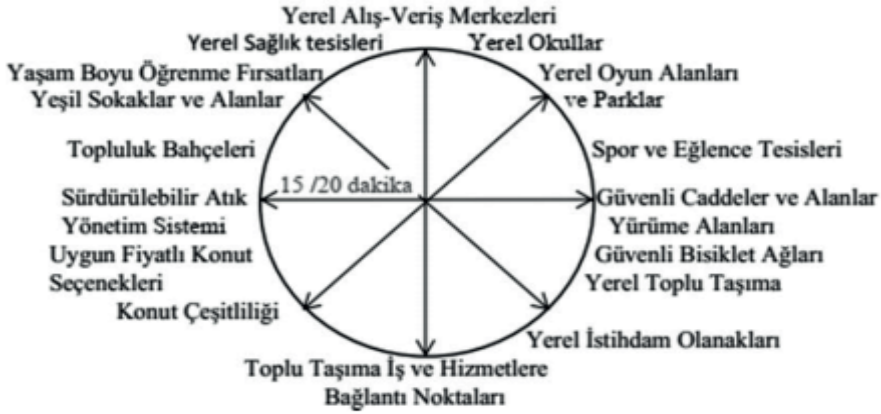 Yerel Alış-Veriş Merkezleri
Yerel Sağlık tesisleri
Yerel Okullar
Yaşam Boyu Öğrenme Fırsatları
Yerel Oyun Alanları
Yeşil Sokaklar ve Alanlar
ve Parklar
Topluluk Bahçeleri
Spor ve Eğlence Tesisleri
15 /20 dakika
Sürdürülebilir Atık
Güvenli Caddeler ve Alanlar
Yönetim Sistemi
Yürüme Alanları
Uygun Fiyatlı Konut
Güvenli Bisiklet Ağları
Seçenekleri
Yerel Toplu Taşıma
Konut Çeşitliliği
Yerel İstihdam Olanakları
Toplu Taşıma İş ve Hizmetlere
Bağlantı Noktaları